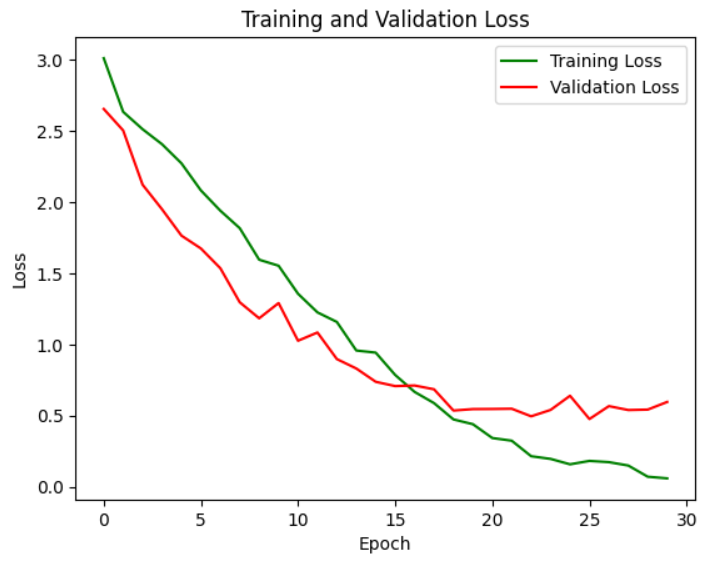 Training and Validation Loss
Training Loss
Validation Loss
3.0
2.5
2.0
1.5
1.0
0.5
0.0
Loss
0 5 10 15 20 25 30
Epoch